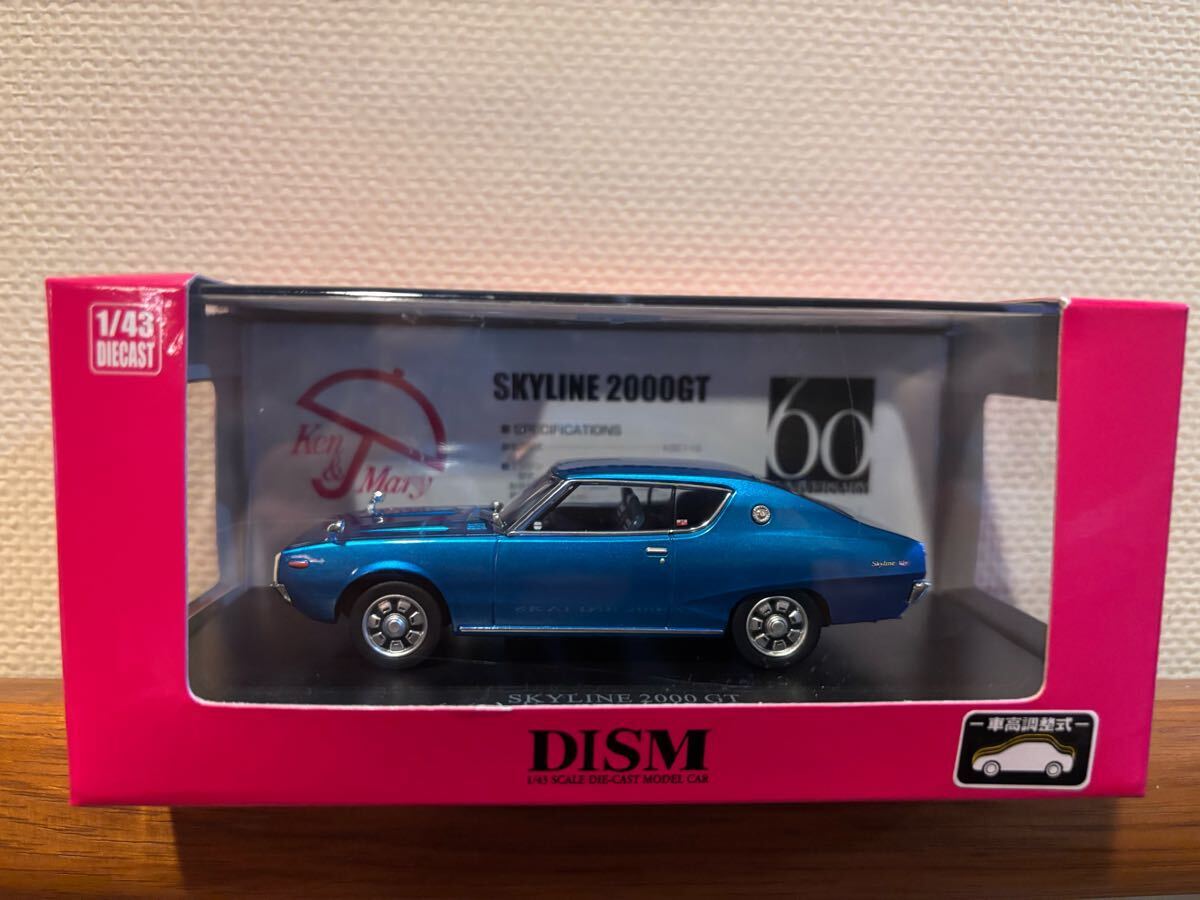 1/43
DIECAST
SKYLINE 2000GT
■ SPECIFICATIONS
Ken
&
Mary
60
Skyline
SKYLINE 2000 GT
DISM
1/43 SCALE DIE-CAST MODEL CAR
車高調整式